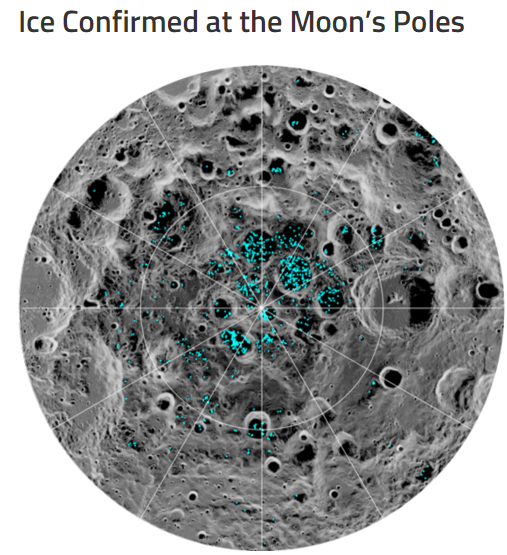 Ice Confirmed at the Moon’s Poles